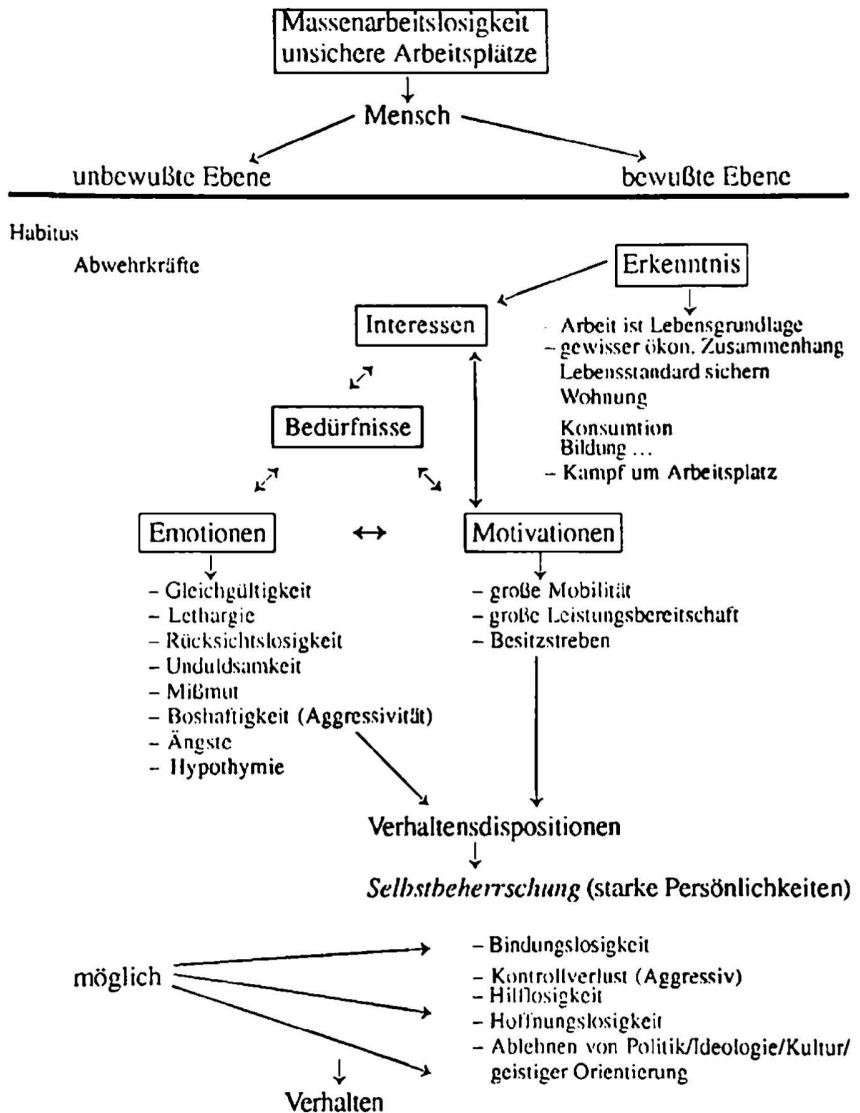 Massenarbeitslosigkeit
unsichere Arbeitsplätze
Mensch
unbewußte Ebene
bewußte Ebene
Habitus
Abwehrkräfte
Erkenntnis
Interessen
- Arbeit ist Lebensgrundlage
– gewisser ökon. Zusammenhang
Lebensstandard sichern
Wohnung
Konsumtion
Bildung ...
– Kampf um Arbeitsplatz
Bedürfnisse
Emotionen
Motivationen
– Gleichgültigkeit
– Lethargie
– Rücksichtslosigkeit
– Unduldsamkeit
– Mißmut
– Boshaftigkeit (Aggressivität)
– Ängste
– Hypothymie
– große Mobilität
– große Leistungsbereitschaft
– Besitzstreben
Verhaltensdispositionen
Selbstbeherrschung (starke Persönlichkeiten)
möglich
– Bindungslosigkeit
– Kontrollverlust (Aggressiv)
– Hilflosigkeit
– Hoffnungslosigkeit
– Ablehnen von Politik/Ideologie/Kultur/
geistiger Orientierung
Verhalten